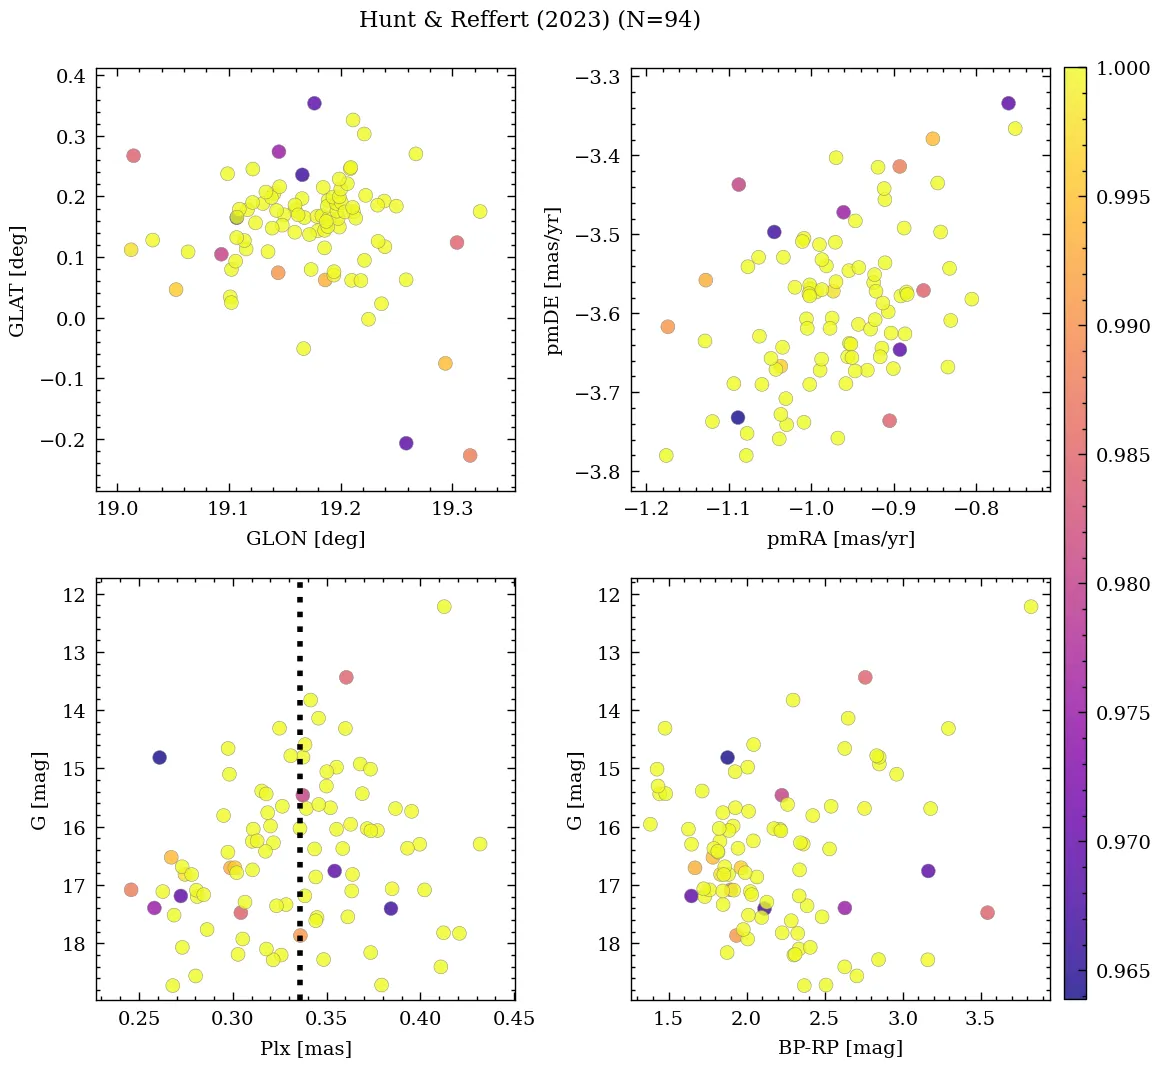 Hunt & Reffert (2023) (N=94)
0.4
0.3
0.2
0.1
0.0
−0.1
−0.2
GLAT [deg]
19.0 19.1 19.2 19.3
GLON [deg]
−3.3
−3.4
−3.5
−3.6
−3.7
−3.8
pmDE [mas/yr]
−1.2 −1.1 −1.0 −0.9 −0.8
pmRA [mas/yr]
12
13
14
15
16
17
18
G [mag]
0.25 0.30 0.35 0.40 0.45
Plx [mas]
12
13
14
15
16
17
18
G [mag]
1.5 2.0 2.5 3.0 3.5
BP-RP [mag]
1.000
0.995
0.990
0.985
0.980
0.975
0.970
0.965